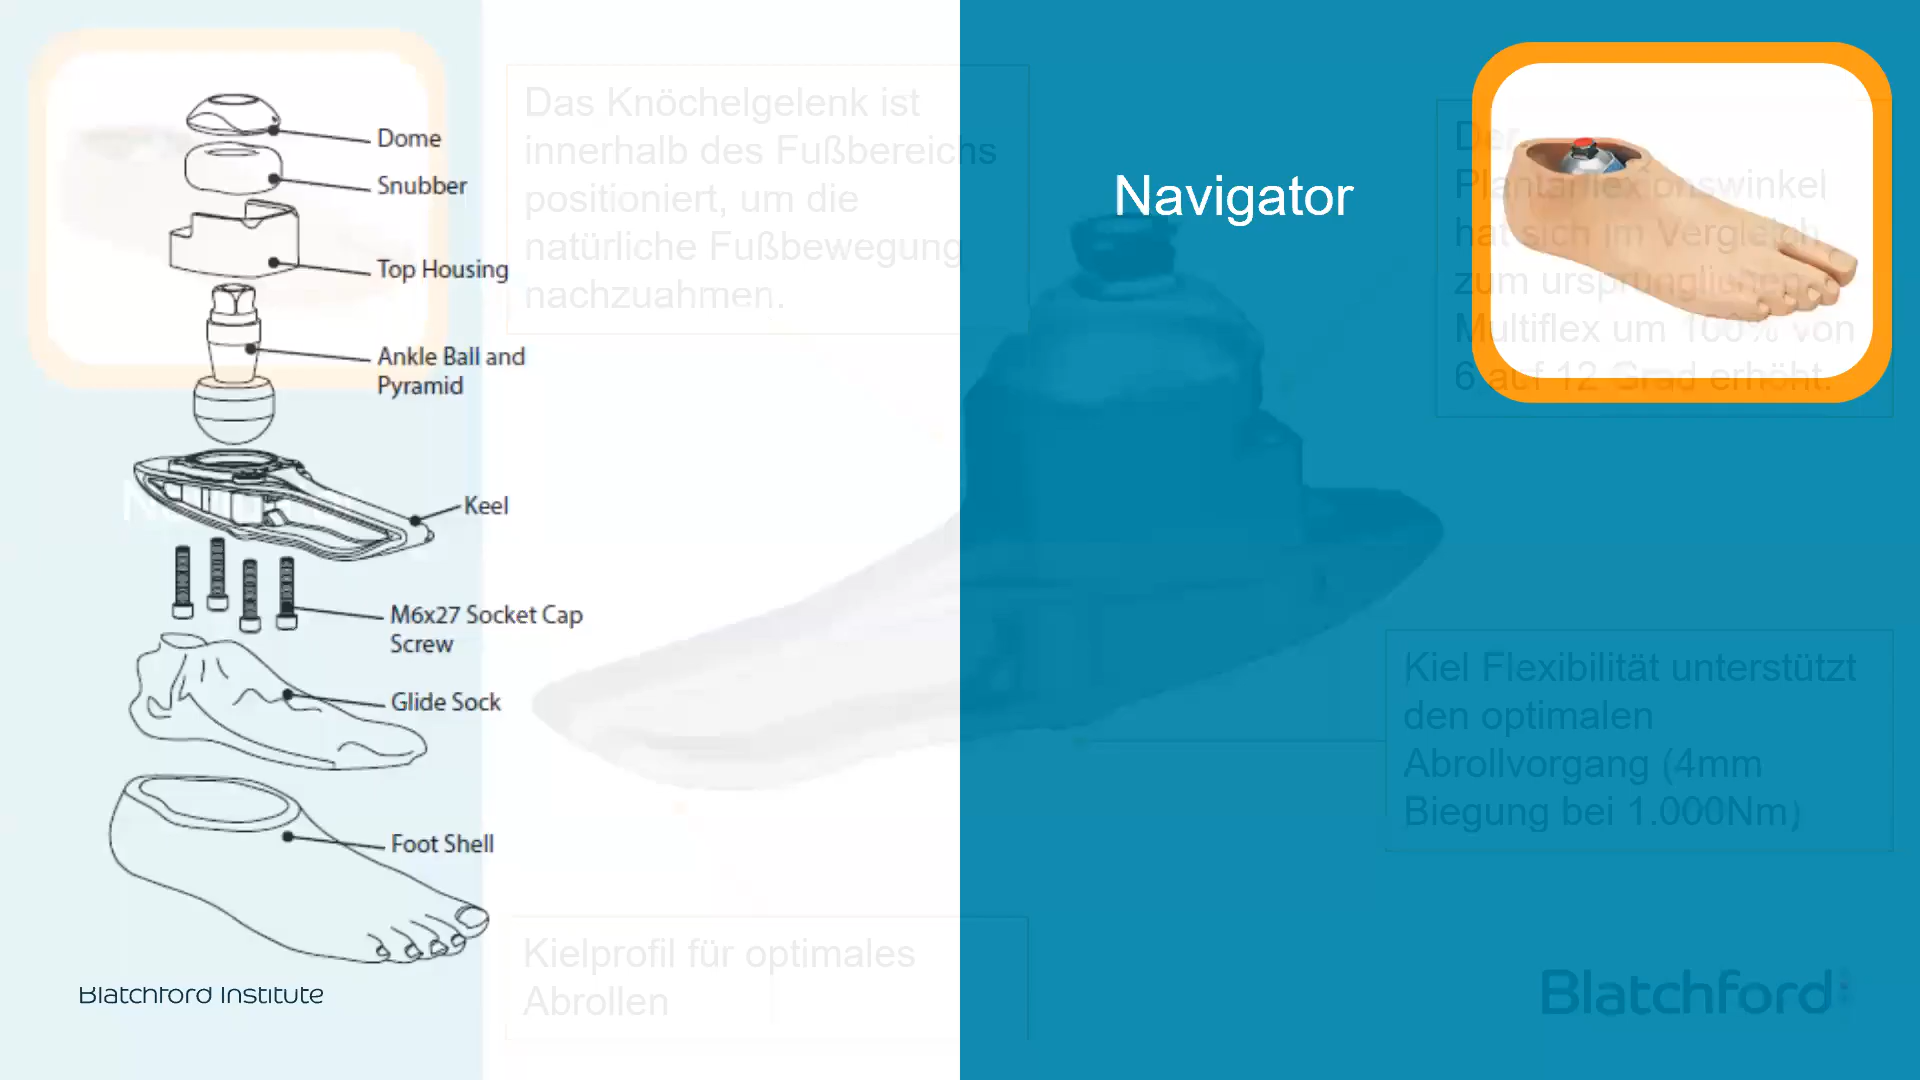 Dome
Snubber
Top Housing
Ankle Ball and
Pyramid
Keel
M6x27 Socket Cap
Screw
Glide Sock
Foot Shell
Blatchford Institute
Das Knöchelgelenk ist
innerhalb des Fußbereichs
positioniert, um die
natürliche Fußbewegung
nachzuahmen.
Kielprofil für optimales
Abrollen
Navigator
Der
Plantarflexionswinkel
hat sich im Vergleich
zum ursprünglichen
Multiflex um 100% von
6 auf 12 Grad erhöht.
Kiel Flexibilität unterstützt
den optimalen
Abrollvorgang (4mm
Biegung bei 1.000Nm)
Blatchford